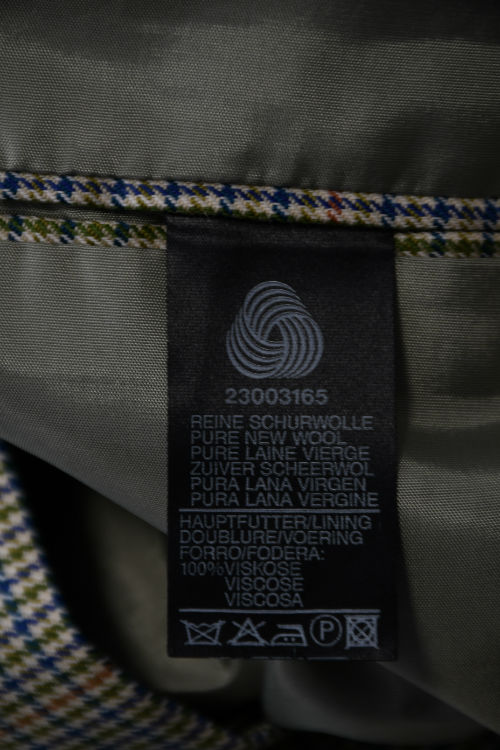 23003165
REINE SCHURWOLLE
PURE NEW WOOL
PURE LAINE VIERGE
ZUIVER SCHEERWOL
PURA LANA VIRGEN
PURA LANA VERGINE
HAUPTFUTTER/LINING
DOUBLURE/VOERING
FORRO/FODERA:
100%VISKOSE
VISCOSE
VISCOSA
P